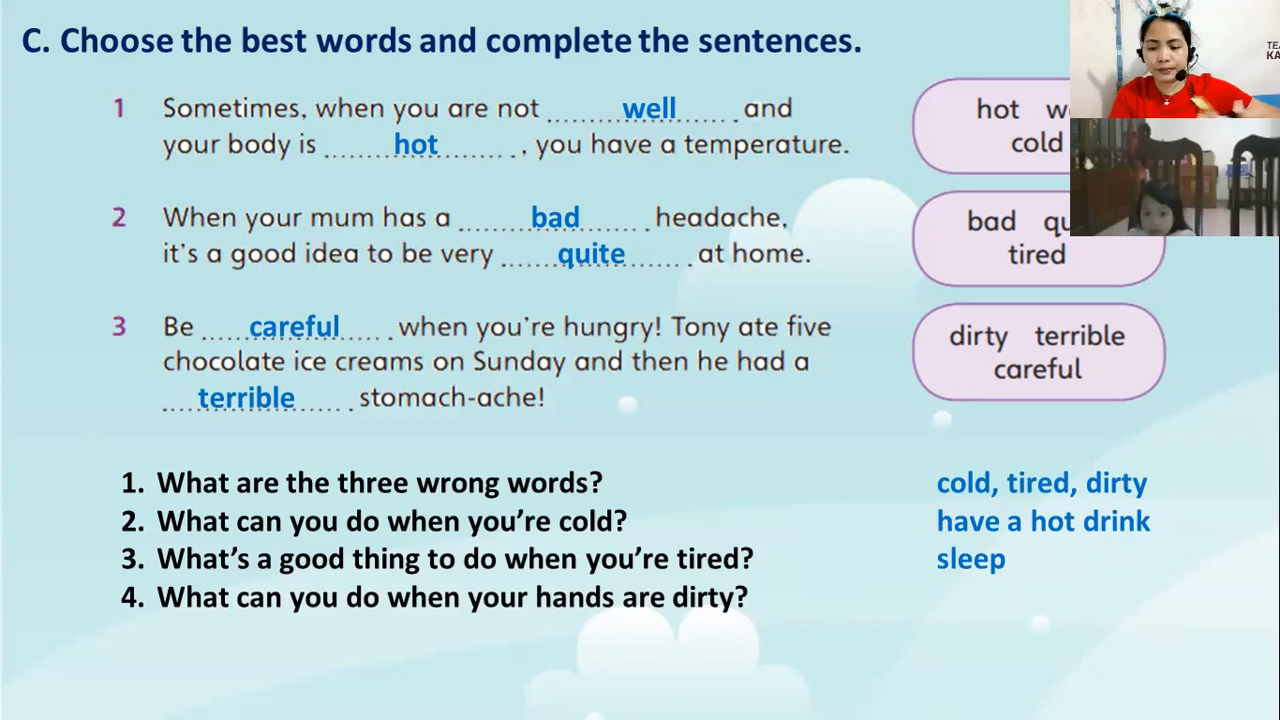 C. Choose the best words and complete the sentences.
1 Sometimes, when you are not well and
your body is hot, you have a temperature.
hot
cold
2 When your mum has a bad headache,
it's a good idea to be very quite at home.
bad
tired
3 Be careful when you're hungry! Tony ate five
chocolate ice creams on Sunday and then he had a
terrible stomach-ache!
dirty terrible
careful
1. What are the three wrong words? cold, tired, dirty
2. What can you do when you're cold? have a hot drink
3. What's a good thing to do when you're tired? sleep
4. What can you do when your hands are dirty?